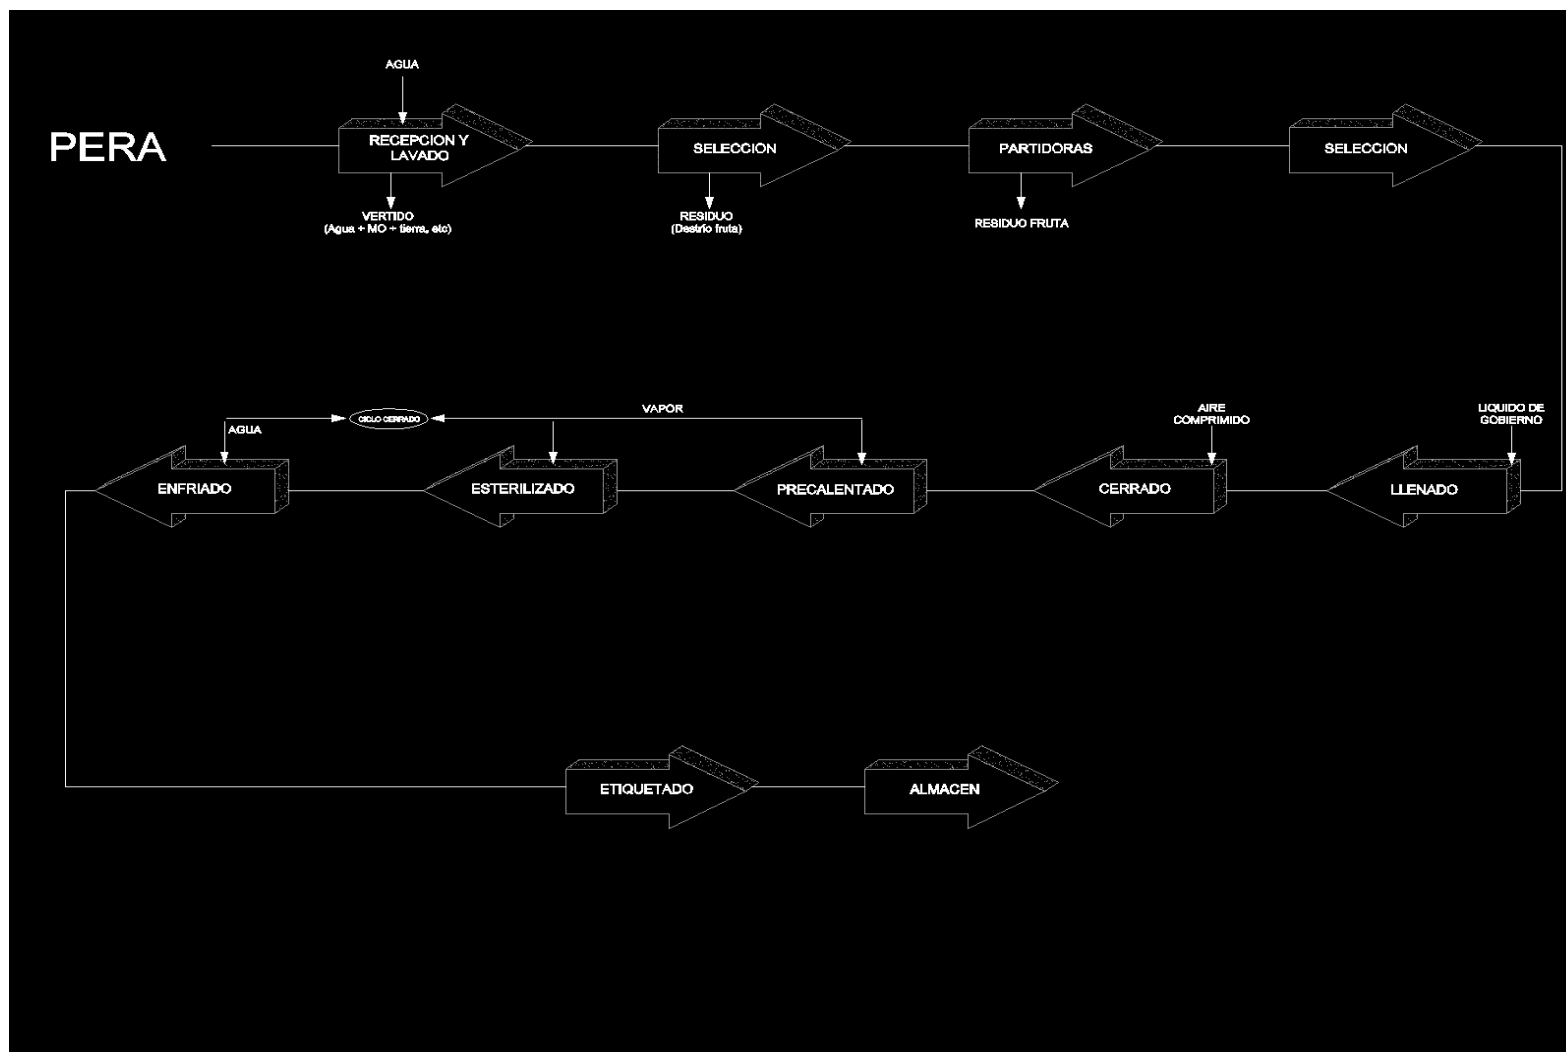 AGUA
PERA
RECEPCION Y
LAVADO
SELECCION
PARTIDORAS
SELECCION
VERTIDO
(Agua + MO + tierra, etc)
RESIDUO
(Destrío fruta)
RESIDUO FRUTA
CICLO CERRADO
VAPOR
AGUA
AIRE
COMPRIMIDO
LIQUIDO DE
GOBIERNO
ENFRIADO
ESTERILIZADO
PRECALENTADO
CERRADO
LLENADO
ETIQUETADO
ALMACEN